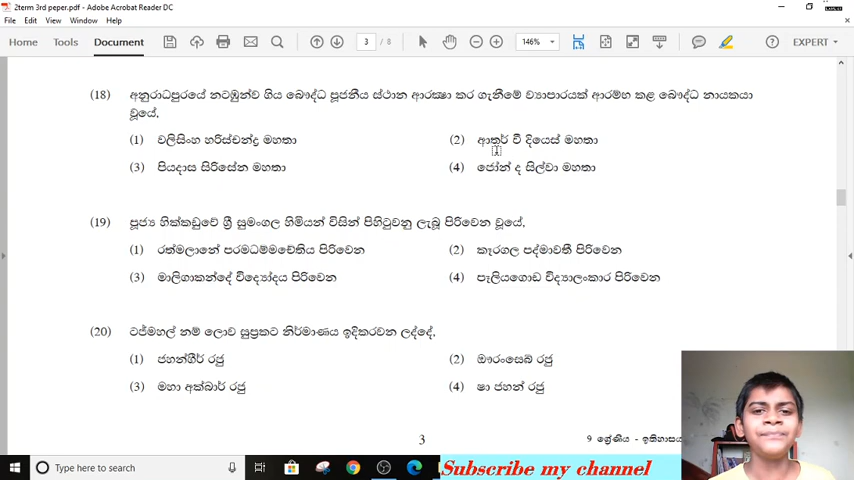 2term 3rd peper.pdf - Adobe Acrobat Reader DC
File Edit View Window Help
Home Tools Document 3 / 8 146% EXPERT
(18) අනුරාධපුරයේ නටඹුන්ව ගිය බෞද්ධ පූජනීය ස්ථාන ආරක්‍ෂා කර ගැනීමේ ව්‍යාපාරයක් ආරම්භ කළ බෞද්ධ නායකයා
වූයේ,
(1) වලිසිංහ හරිස්චන්ද්‍ර මහතා (2) ආතර් වී දියෙස් මහතා
(3) පියදාස සිරිසේන මහතා (4) ජෝන් ද සිල්වා මහතා
(19) පූජ්‍ය හික්කඩුවේ ශ්‍රී සුමංගල හිමියන් විසින් පිහිටුවනු ලැබූ පිරිවෙන වූයේ,
(1) රත්මලානේ පරමධම්මචේතිය පිරිවෙන (2) කෑරගල පද්මාවතී පිරිවෙන
(3) මාලිගාකන්දේ විද්‍යෝදය පිරිවෙන (4) පෑලියගොඩ විද්‍යාලංකාර පිරිවෙන
(20) ටජ්මහල් නම් ලොව සුප්‍රකට නිර්මාණය ඉදිකරවන ලද්දේ,
(1) ජහන්ගීර් රජු (2) ඖරංසෙබ් රජු
(3) මහා අක්බාර් රජු (4) ෂා ජහන් රජු
3 9 ශ්‍රේණිය - ඉතිහාසය
Type here to search Subscribe my channel